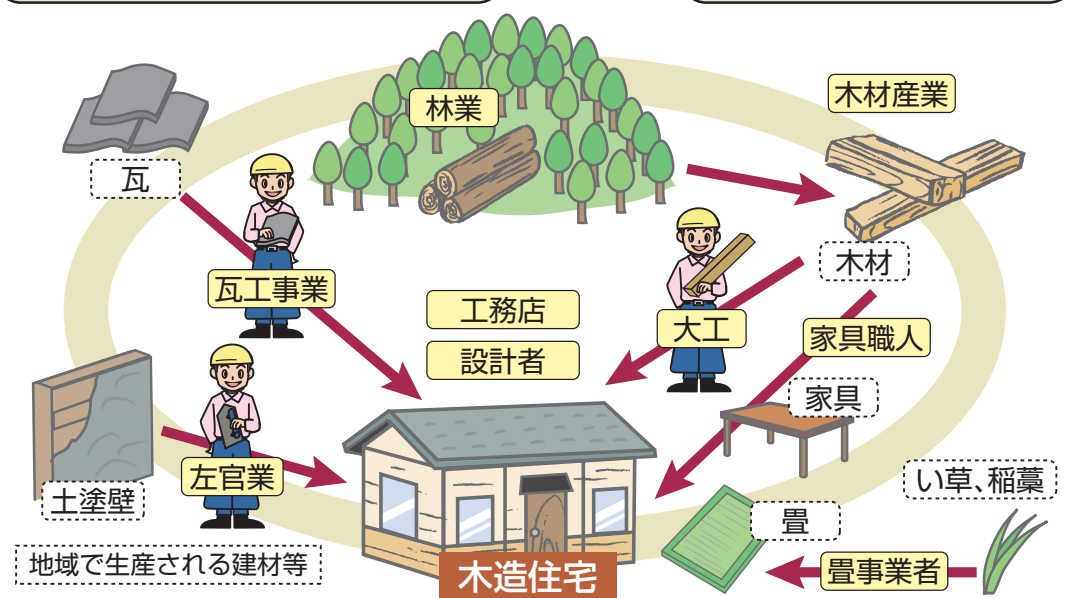 林業
木材産業
瓦
木材
瓦工事業
工務店
大工
設計者
家具職人
家具
左官業
土塗壁
い草、稲藁
畳
地域で生産される建材等
木造住宅
畳事業者